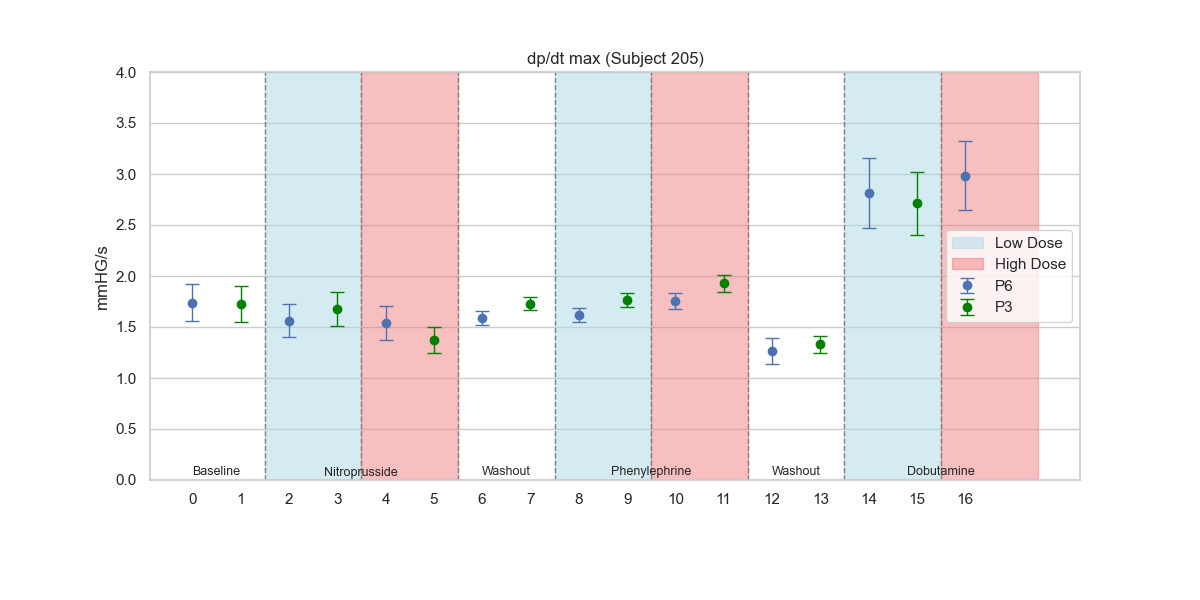 dp/dt max (Subject 205)
mmHG/s
4.0
3.5
3.0
2.5
2.0
1.5
1.0
0.5
0.0
Low Dose
High Dose
P6
P3
Baseline Nitroprusside Washout Phenylephrine Washout Dobutamine
0 1 2 3 4 5 6 7 8 9 10 11 12 13 14 15 16